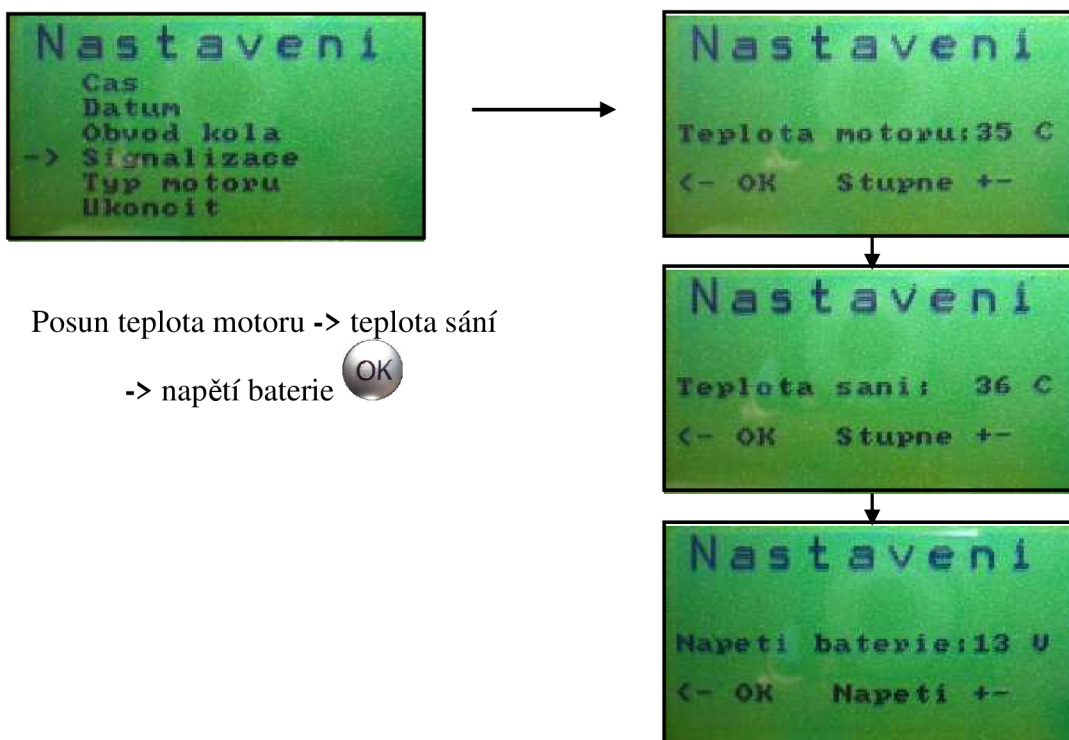 Nastaveni
Cas
Datum
Obvod kola
-> Signalizace
Typ motoru
Ukoncit
Posun teplota motoru -> teplota sání
-> napětí baterie OK
Nastaveni
Teplota motoru:35 C
<- OK Stupne +-
Nastaveni
Teplota sani: 36 C
<- OK Stupne +-
Nastaveni
Napeti baterie:13 V
<- OK Napeti +-